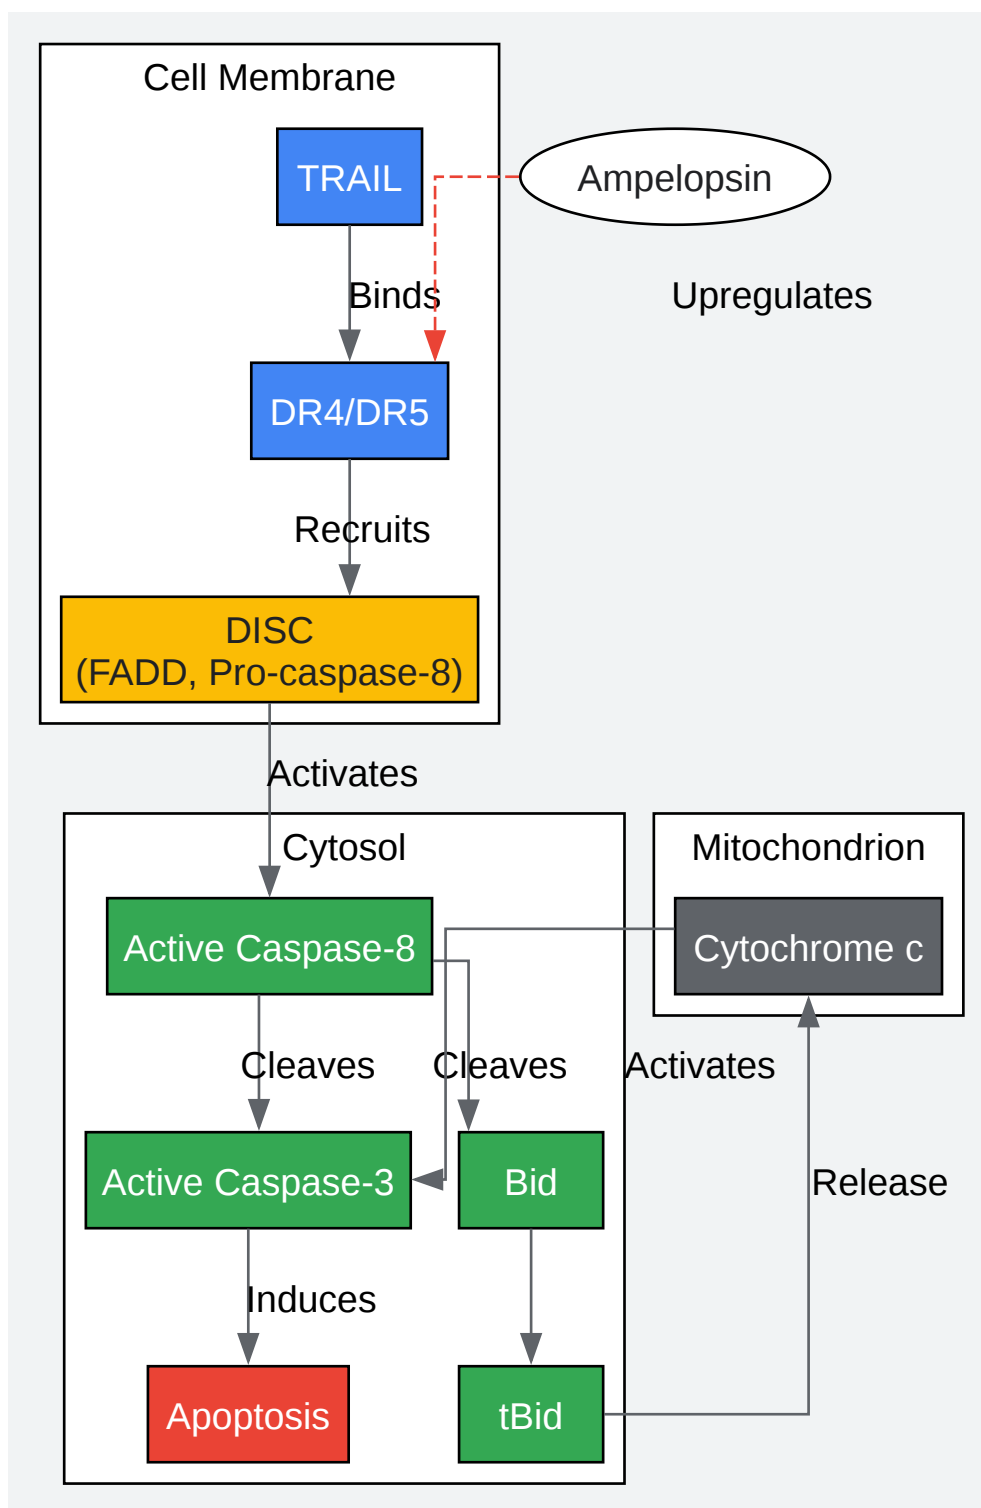 Cell Membrane
TRAIL
Ampelopsin
Binds
Upregulates
DR4/DR5
Recruits
DISC
(FADD, Pro-caspase-8)
Activates
Cytosol
Mitochondrion
Active Caspase-8
Cytochrome c
Cleaves
Cleaves
Activates
Active Caspase-3
Bid
Release
Induces
Apoptosis
tBid